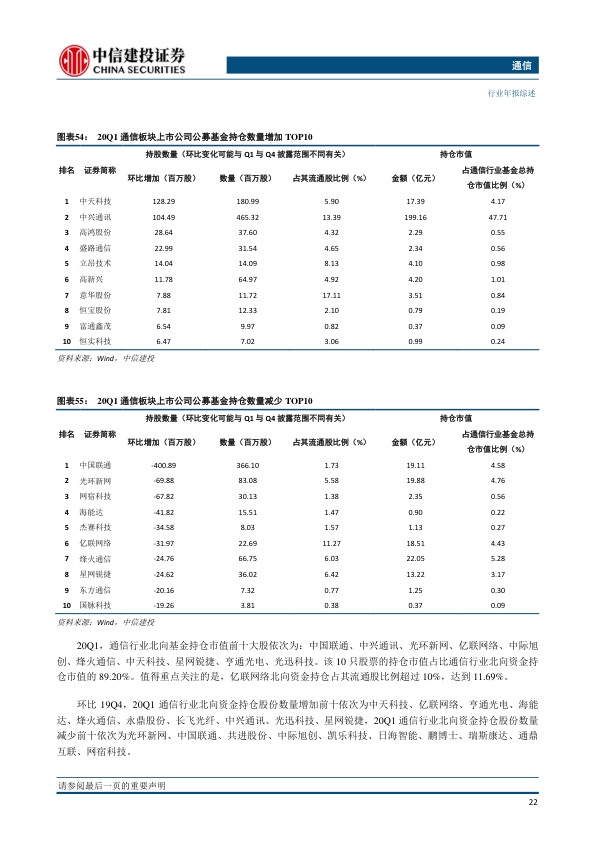 中信建投证券
CHINA SECURITIES
通信
行业年报综述
图表54： 20Q1 通信板块上市公司公募基金持仓数量增加 TOP10
持股数量（环比变化可能与 Q1 与 Q4 披露范围不同有关） 持仓市值
排名 证券简称 环比增加（百万股） 数量（百万股） 占其流通股比例（%） 金额（亿元） 占通信行业基金总持
仓市值比例（%）
1 中天科技 128.29 180.99 5.90 17.39 4.17
2 中兴通讯 104.49 465.32 13.39 199.16 47.71
3 高鸿股份 28.64 37.60 4.32 2.29 0.55
4 盛路通信 22.99 31.54 4.65 2.34 0.56
5 立昂技术 14.04 14.09 8.13 4.10 0.98
6 高新兴 11.78 64.97 4.92 4.20 1.01
7 意华股份 7.88 11.72 17.11 3.51 0.84
8 恒宝股份 7.81 12.33 2.10 0.79 0.19
9 富通鑫茂 6.54 9.97 0.82 0.37 0.09
10 恒实科技 6.47 7.02 3.06 0.99 0.24
资料来源：Wind，中信建投
图表55： 20Q1 通信板块上市公司公募基金持仓数量减少 TOP10
持股数量（环比变化可能与 Q1 与 Q4 披露范围不同有关） 持仓市值
排名 证券简称 环比增加（百万股） 数量（百万股） 占其流通股比例（%） 金额（亿元） 占通信行业基金总持
仓市值比例（%）
1 中国联通 -400.89 366.10 1.73 19.11 4.58
2 光环新网 -69.88 83.08 5.58 19.88 4.76
3 网宿科技 -67.82 30.13 1.38 2.35 0.56
4 海能达 -41.82 15.51 1.47 0.90 0.22
5 杰赛科技 -34.58 8.03 1.57 1.13 0.27
6 亿联网络 -31.97 22.69 11.27 18.51 4.43
7 烽火通信 -24.76 66.75 6.03 22.05 5.28
8 星网锐捷 -24.62 36.02 6.42 13.22 3.17
9 东方通信 -20.16 7.32 0.77 1.25 0.30
10 国脉科技 -19.26 3.81 0.38 0.37 0.09
资料来源：Wind，中信建投
20Q1，通信行业北向基金持仓市值前十大股依次为：中国联通、中兴通讯、光环新网、亿联网络、中际旭
创、烽火通信、中天科技、星网锐捷、亨通光电、光迅科技。该 10 只股票的持仓市值占比通信行业北向资金持
仓市值的 89.20%。值得重点关注的是，亿联网络北向资金持仓占其流通股比例超过 10%，达到 11.69%。
环比 19Q4，20Q1 通信行业北向资金持仓股份数量增加前十依次为中天科技、亿联网络、亨通光电、海能
达、烽火通信、永鼎股份、长飞光纤、中兴通讯、光迅科技、星网锐捷，20Q1 通信行业北向资金持仓股份数量
减少前十依次为光环新网、中国联通、共进股份、中际旭创、凯乐科技、日海智能、鹏博士、瑞斯康达、通鼎
互联、网宿科技。
请参阅最后一页的重要声明
22